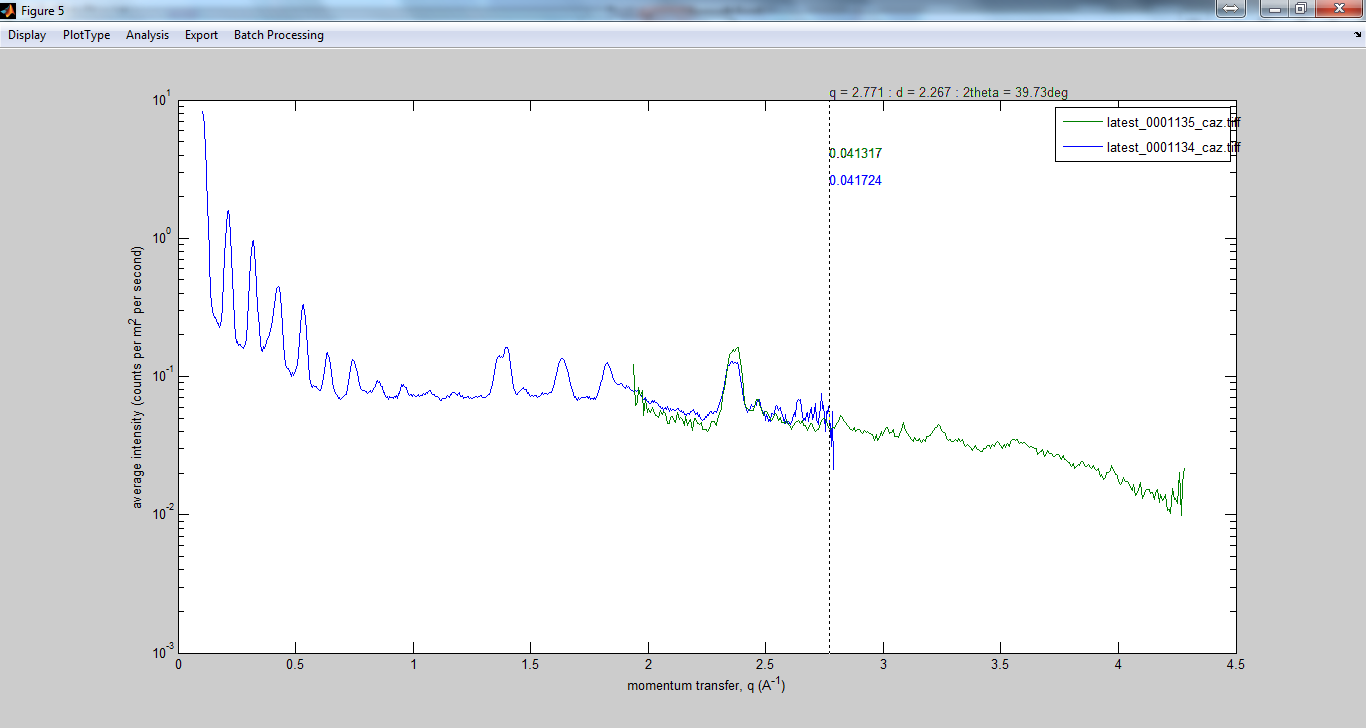 Figure 5
Display PlotType Analysis Export Batch Processing
q = 2.771 : d = 2.267 : 2theta = 39.73deg
latest_0001135_caz.tiff
latest_0001134_caz.tiff
0.041317
0.041724
10^1
10^0
10^-1
10^-2
10^-3
average intensity (counts per m^2 per second)
0 0.5 1 1.5 2 2.5 3 3.5 4 4.5
momentum transfer, q (A^-1)